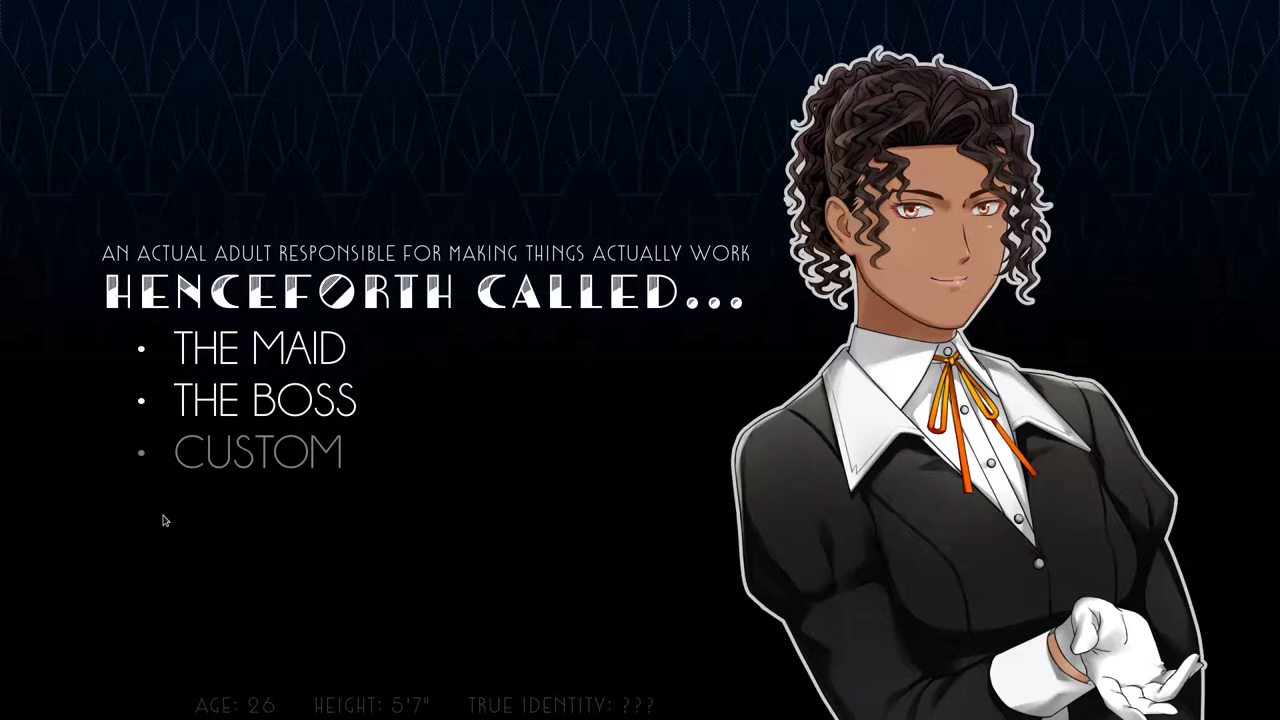 AN ACTUAL ADULT RESPONSIBLE FOR MAKING THINGS ACTUALLY WORK
HENCEFORTH CALLED...
• THE MAID
• THE BOSS
• CUSTOM
AGE: 26 HEIGHT: 5'7" TRUE IDENTITY: ???